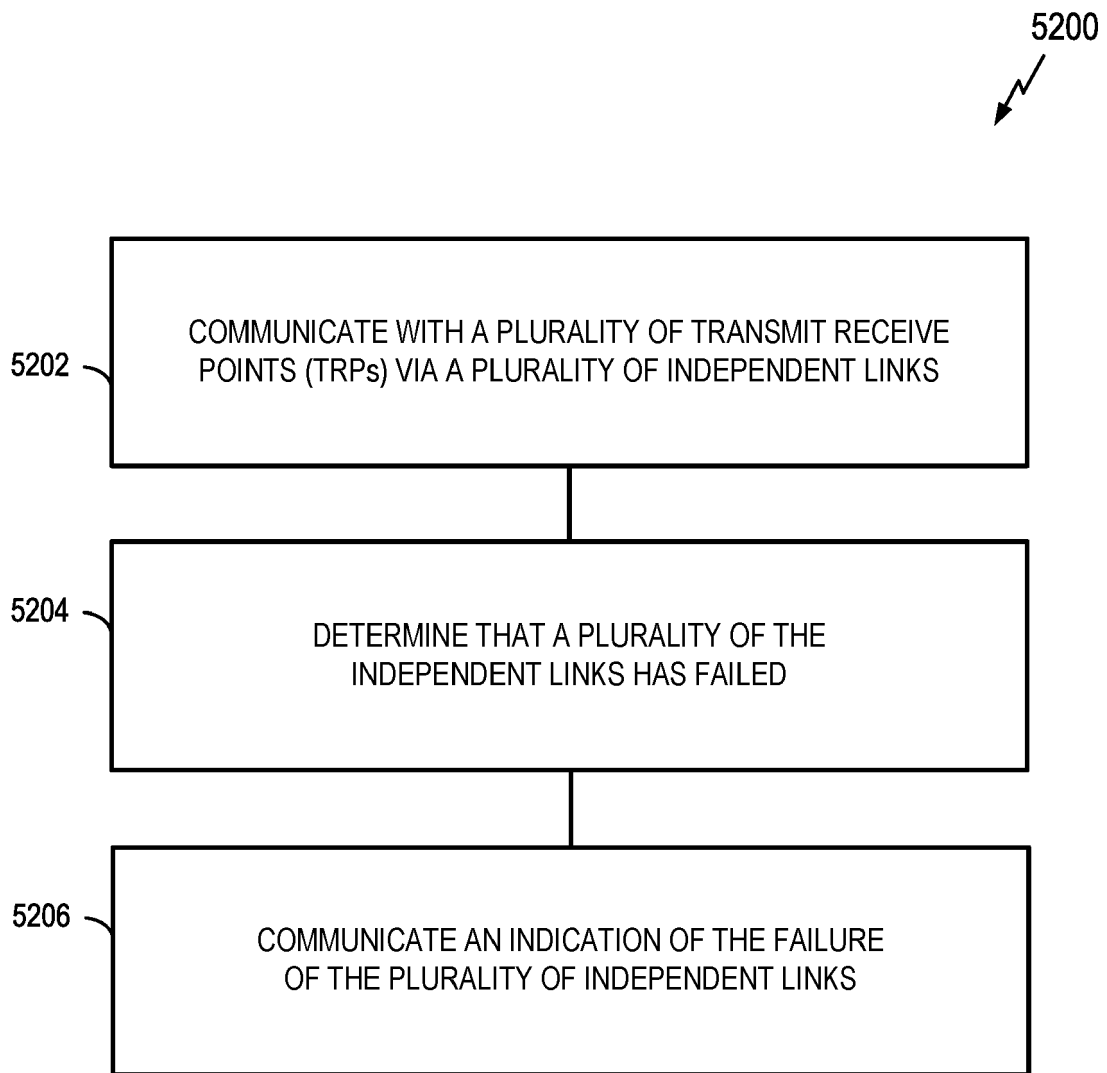 5200
5202
COMMUNICATE WITH A PLURALITY OF TRANSMIT RECEIVE
POINTS (TRPs) VIA A PLURALITY OF INDEPENDENT LINKS
5204
DETERMINE THAT A PLURALITY OF THE
INDEPENDENT LINKS HAS FAILED
5206
COMMUNICATE AN INDICATION OF THE FAILURE
OF THE PLURALITY OF INDEPENDENT LINKS